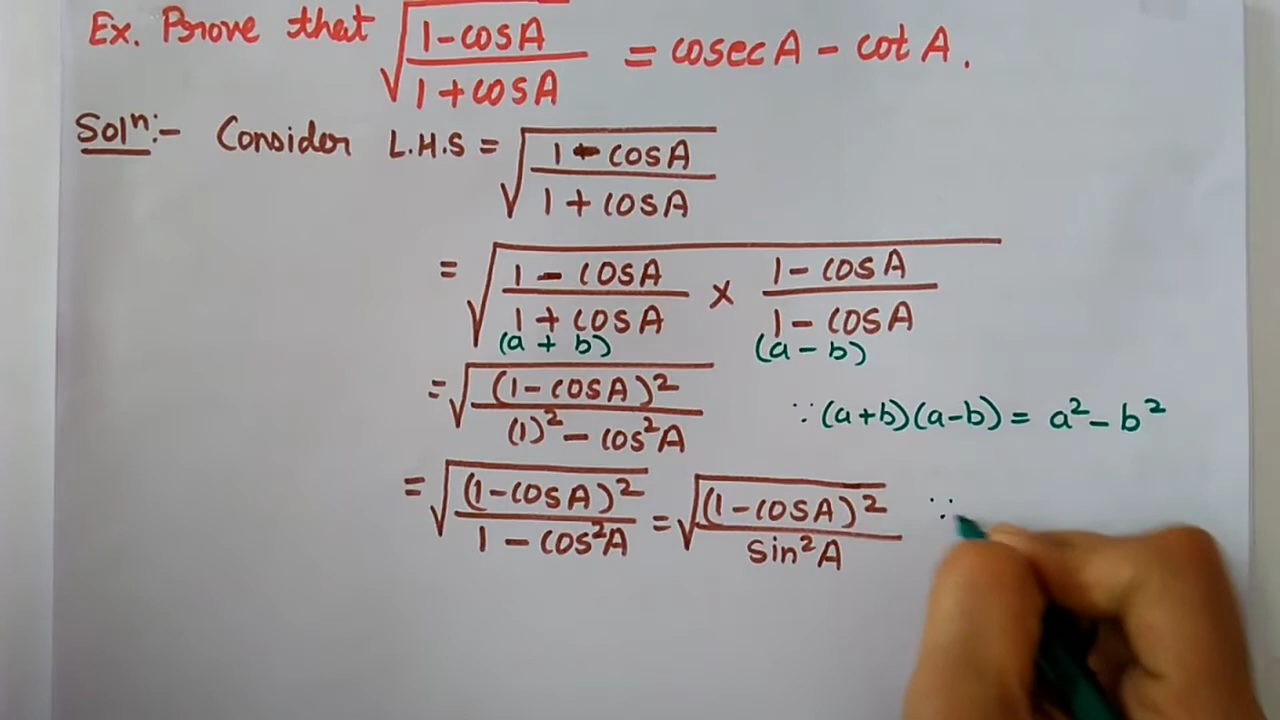 Ex. Prove that √(1-cosA / 1+cosA) = cosecA - cotA.
Solⁿ:- Consider L.H.S = √(1-cosA / 1+cosA)
= √(1-cosA / 1+cosA × 1-cosA / 1-cosA)
(a + b) (a - b)
= √((1-cosA)² / (1)² - cos²A) ∵ (a+b)(a-b) = a² - b²
= √((1-cosA)² / 1 - cos²A) = √((1-cosA)² / sin²A) ∵